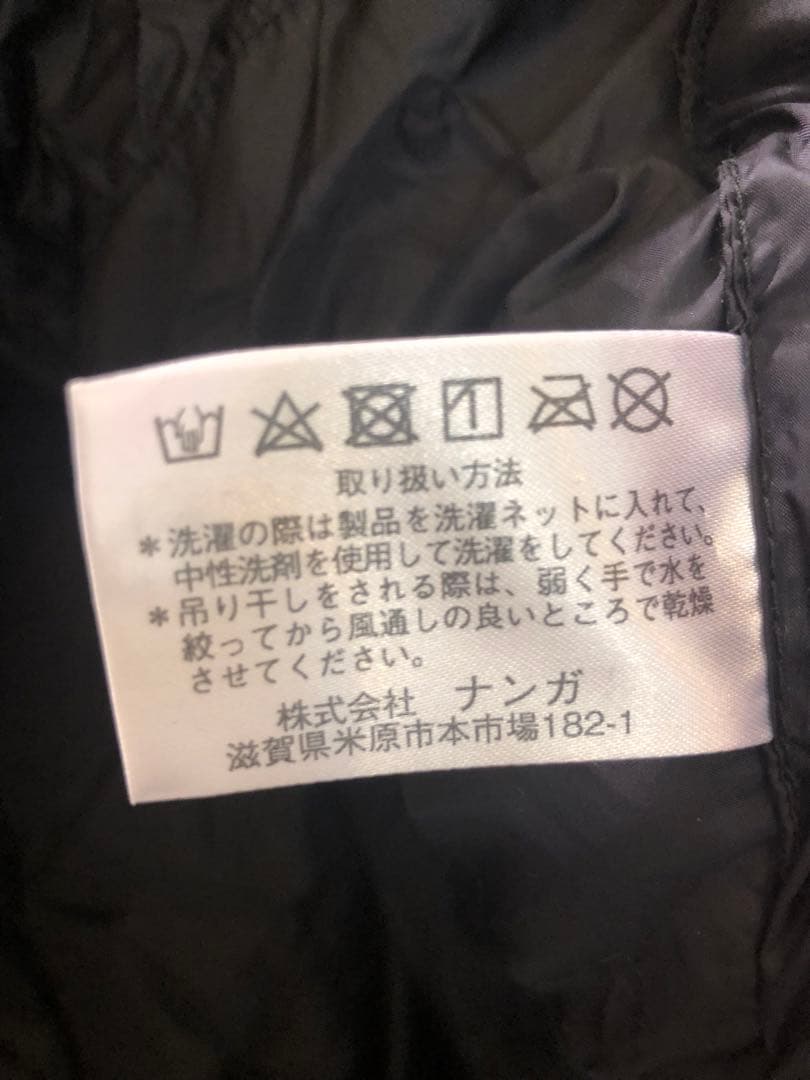 取り扱い方法
＊洗濯の際は製品を洗濯ネットに入れて、
中性洗剤を使用して洗濯をしてください。
＊吊り干しをされる際は、弱く手で水を
絞ってから風通しの良いところで乾燥
させてください。
株式会社　ナンガ
滋賀県米原市本市場182-1